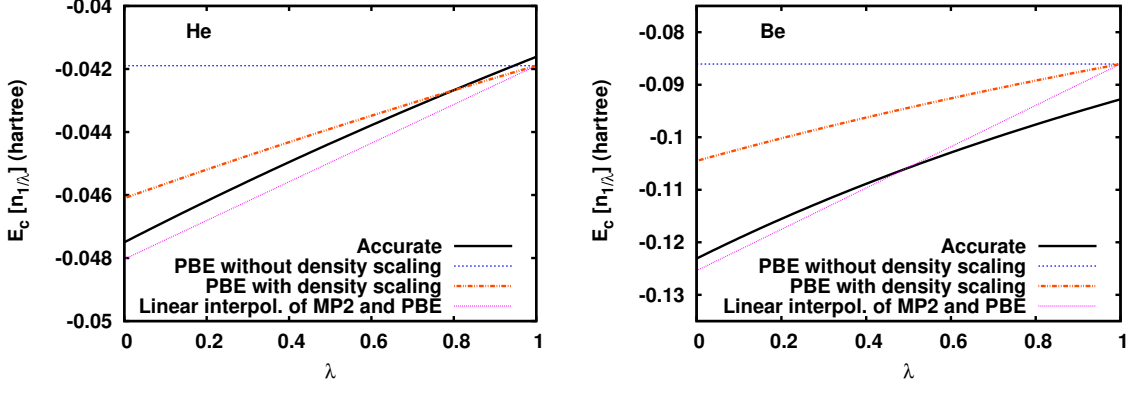 -0.04
-0.042
-0.044
-0.046
-0.048
-0.05
0 0.2 0.4 0.6 0.8 1
E_c [n_{1/λ}] (hartree)
λ
He
Accurate
PBE without density scaling
PBE with density scaling
Linear interpol. of MP2 and PBE
-0.08
-0.09
-0.1
-0.11
-0.12
-0.13
0 0.2 0.4 0.6 0.8 1
E_c [n_{1/λ}] (hartree)
λ
Be
Accurate
PBE without density scaling
PBE with density scaling
Linear interpol. of MP2 and PBE